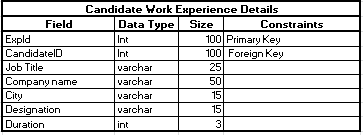 Candidate Work Experience Details
Field Data Type Size Constraints
ExpId Int 100 Primary Key
CandidateID Int 100 Foreign Key
Job Title varchar 25
Company name varchar 50
City varchar 15
Designation varchar 15
Duration int 3